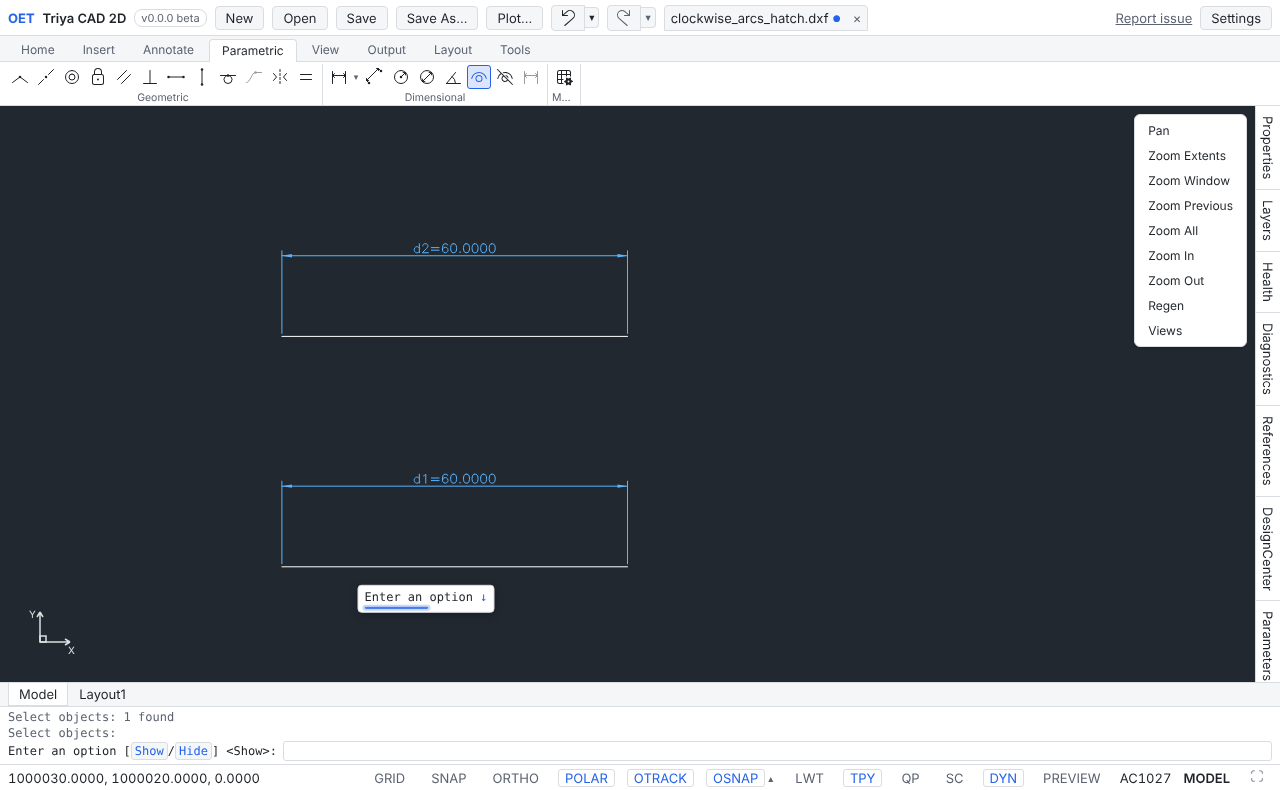 OET Triya CAD 2D v0.0.0 beta New Open Save Save As... Plot... clockwise_arcs_hatch.dxf × Report issue Settings
Home Insert Annotate Parametric View Output Layout Tools
Geometric Dimensional M...
Pan
Zoom Extents
Zoom Window
Zoom Previous
Zoom All
Zoom In
Zoom Out
Regen
Views
Properties
Layers
Health
Diagnostics
References
DesignCenter
Parameters
d2=60.0000
d1=60.0000
Enter an option ↓
Y
X
Model Layout1
Select objects: 1 found
Select objects:
Enter an option [Show/Hide] <Show>:
1000030.0000, 1000020.0000, 0.0000 GRID SNAP ORTHO POLAR OTRACK OSNAP LWT TPY QP SC DYN PREVIEW AC1027 MODEL